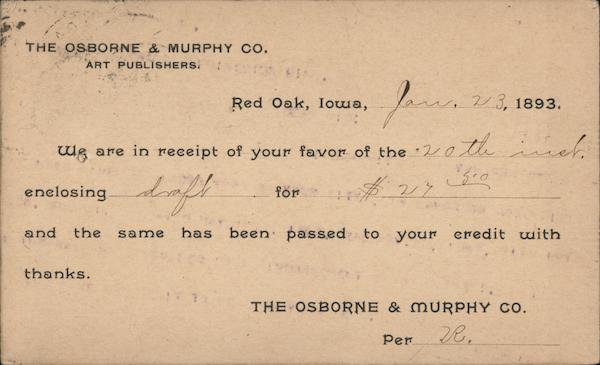 THE OSBORNE & MURPHY CO.
ART PUBLISHERS.
Red Oak, Iowa, Jan. 23, 1893.
We are in receipt of your favor of the 20th inst.
enclosing draft for $27 50
and the same has been passed to your credit with
thanks.
THE OSBORNE & MURPHY CO.
Per R.